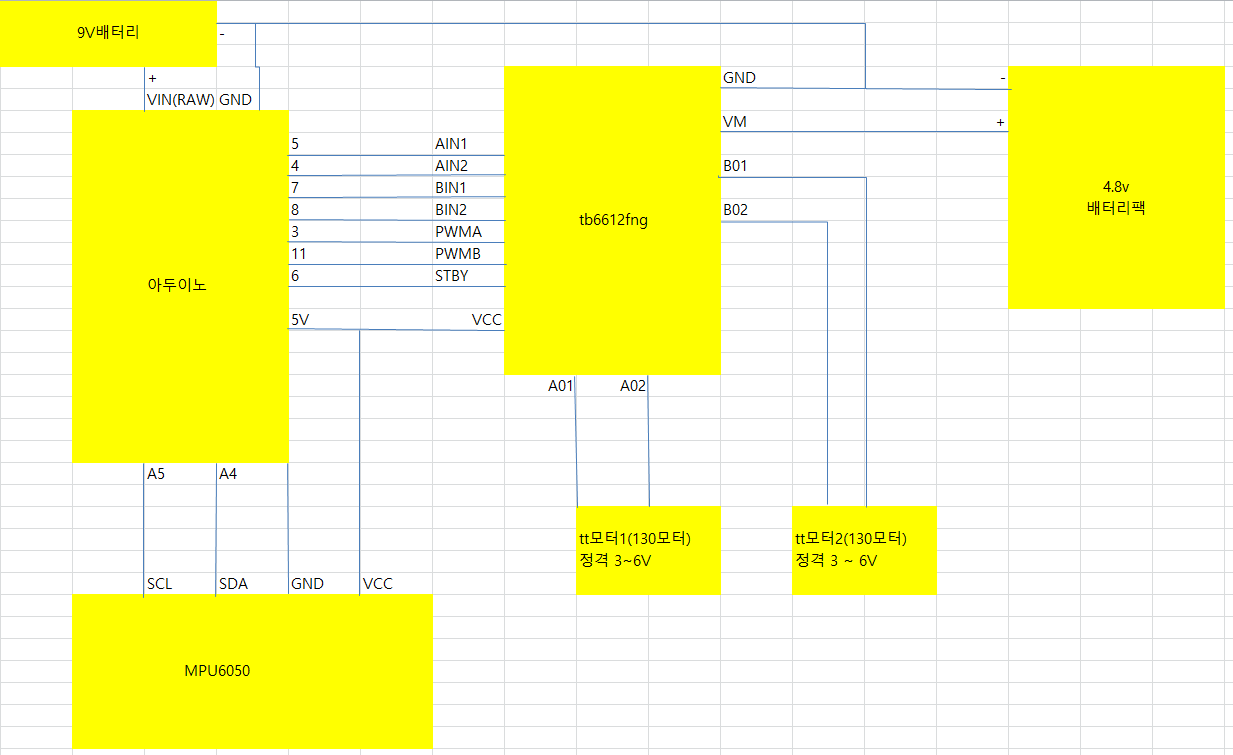 9V배터리
-
+
VIN(RAW) GND
GND
-
VM
+
5
AIN1
4
AIN2
7
BIN1
8
BIN2
3
PWMA
11
PWMB
6
STBY
5V
VCC
B01
B02
tb6612fng
4.8v
배터리팩
아두이노
A01
A02
A5
A4
tt모터1(130모터)
정격 3~6V
tt모터2(130모터)
정격 3 ~ 6V
SCL
SDA
GND
VCC
MPU6050